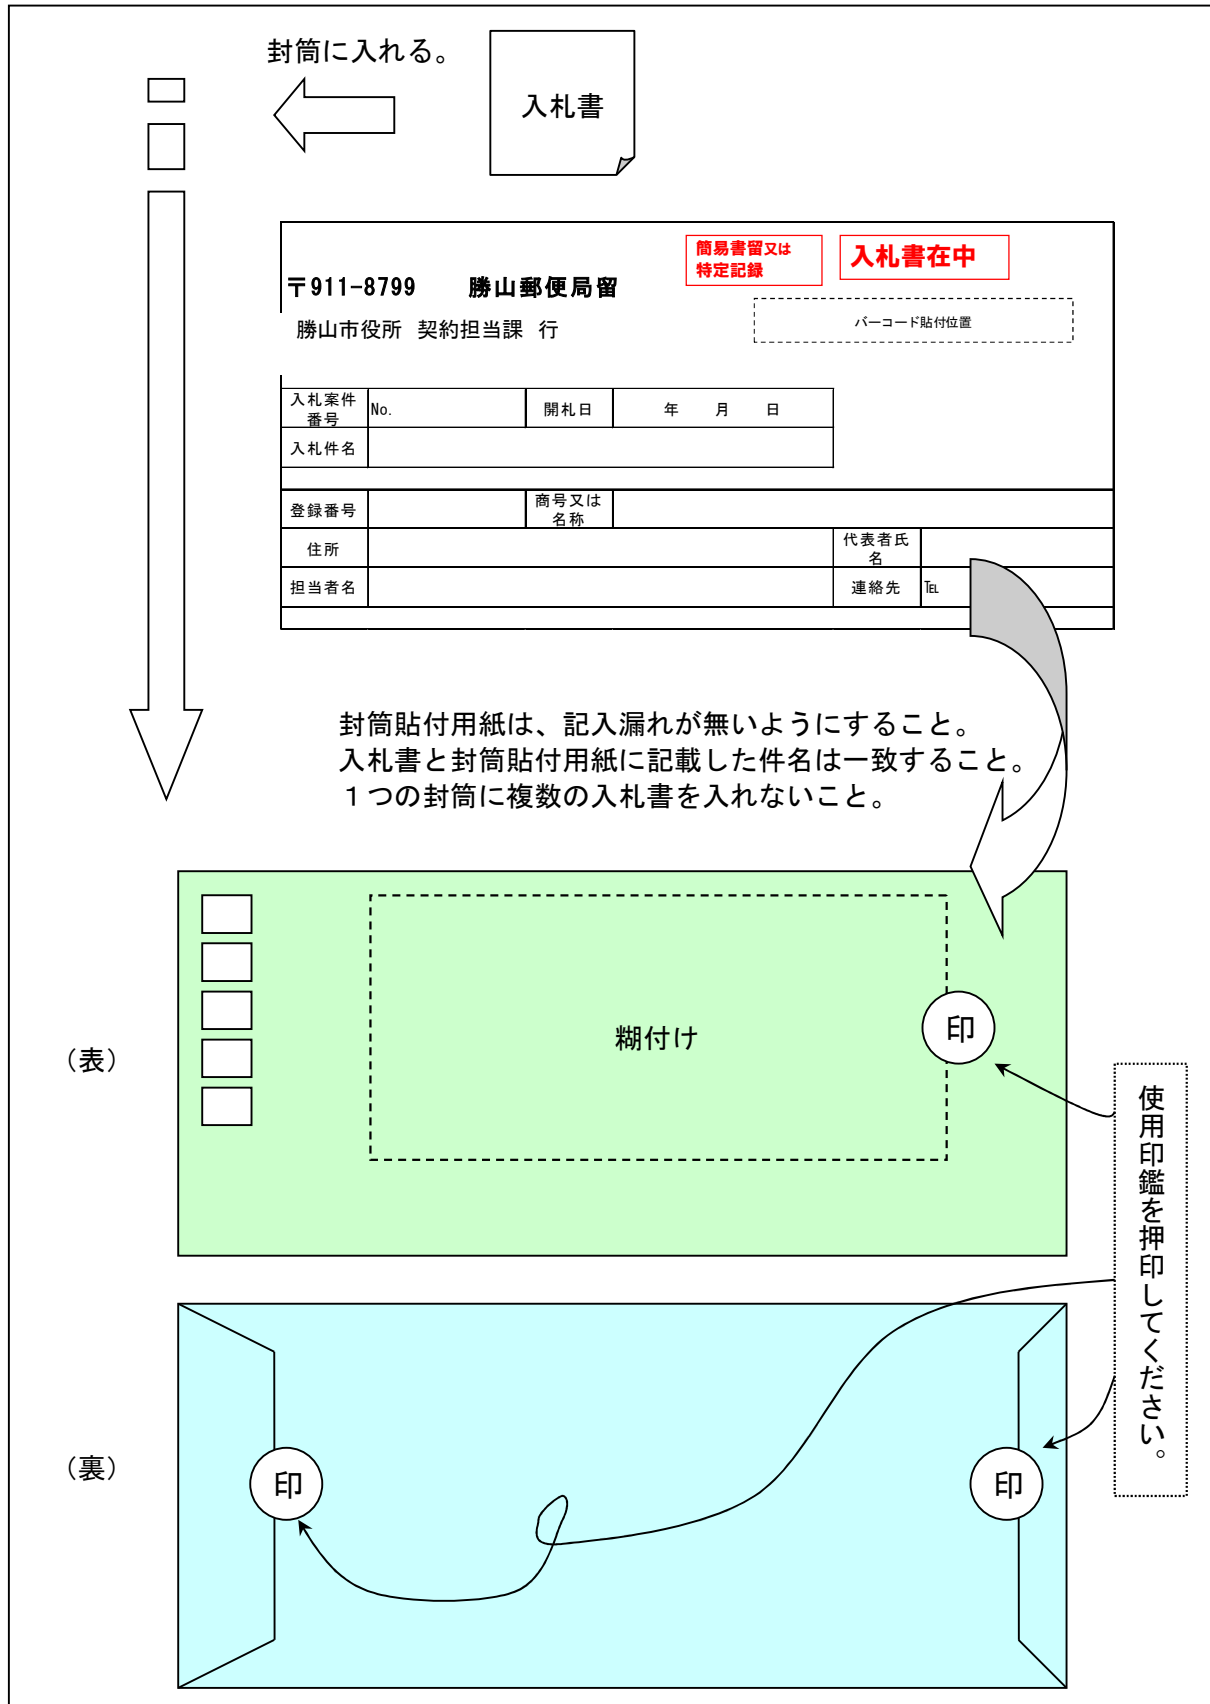 封筒に入れる。
入札書
簡易書留又は
特定記録
入札書在中
〒911-8799　　勝山郵便局留
バーコード貼付位置
勝山市役所　契約担当課　行
入札案件
番号
No.
開札日
年　　月　　日
入札件名
登録番号
商号又は
名称
住所
代表者氏
名
担当者名
連絡先
℡
封筒貼付用紙は、記入漏れが無いようにすること。
入札書と封筒貼付用紙に記載した件名は一致すること。
１つの封筒に複数の入札書を入れないこと。
糊付け
印
（表）
使用印鑑を押印してください。
（裏）
印
印